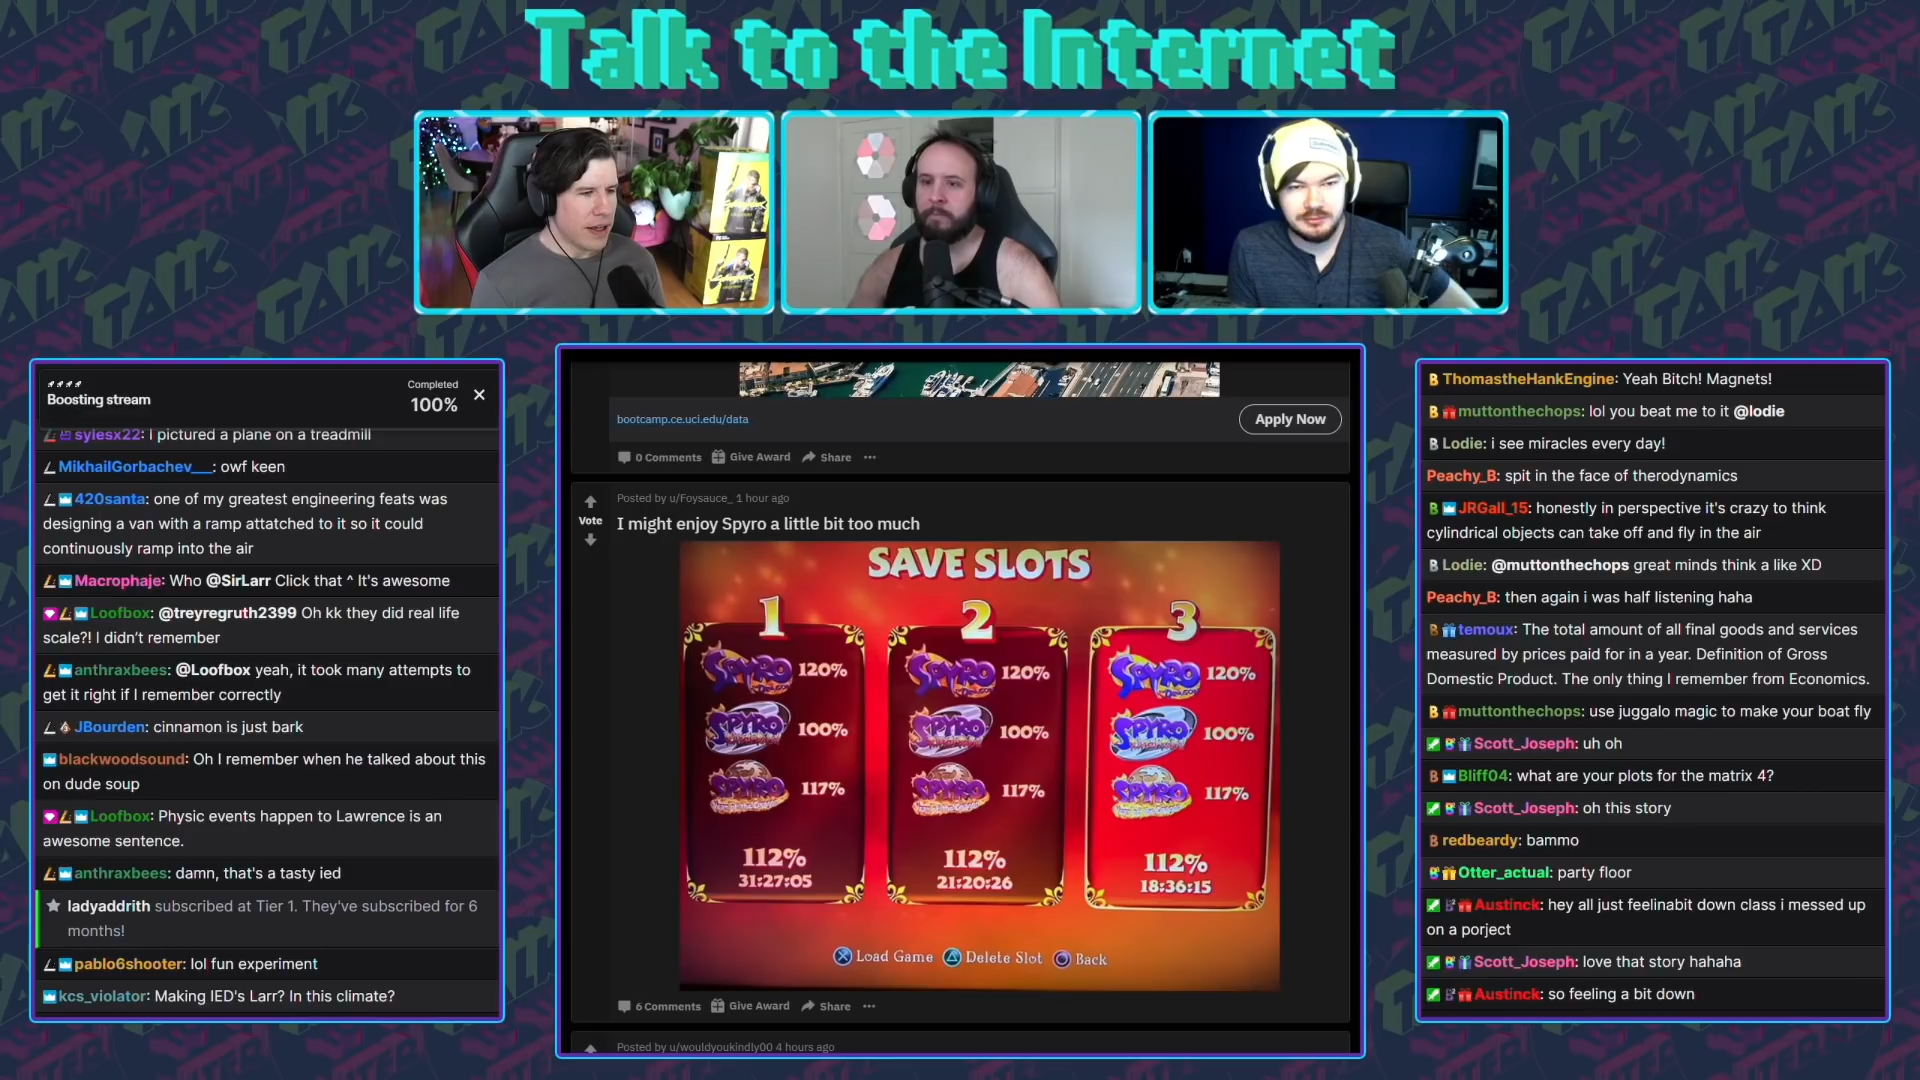 Talk to the Internet
Boosting stream
Completed
100%
sylesx22: I pictured a plane on a treadmill
MikhailGorbachev___: owf keen
420santa: one of my greatest engineering feats was
designing a van with a ramp attatched to it so it could
continuously ramp into the air
Macrophaje: Who @SirLarr Click that ^ It's awesome
Loofbox: @treyregruth2399 Oh kk they did real life
scale?! I didn't remember
anthraxbees: @Loofbox yeah, it took many attempts to
get it right if I remember correctly
JBourden: cinnamon is just bark
blackwoodsound: Oh I remember when he talked about this
on dude soup
Loofbox: Physic events happen to Lawrence is an
awesome sentence.
anthraxbees: damn, that's a tasty ied
ladyaddrith subscribed at Tier 1. They've subscribed for 6
months!
pablo6shooter: lol fun experiment
kcs_violator: Making IED's Larr? In this climate?
bootcamp.ce.uci.edu/data
Apply Now
0 Comments Give Award Share
Posted by u/Foysauce_ 1 hour ago
Vote
I might enjoy Spyro a little bit too much
SAVE SLOTS
1 2 3
Spyro 120% Spyro 120% Spyro 120%
Spyro 100% Spyro 100% Spyro 100%
Spyro 117% Spyro 117% Spyro 117%
112% 112% 112%
31:27:05 21:20:26 18:36:15
Load Game Delete Slot Back
6 Comments Give Award Share
Posted by u/wouldyoukindly00 4 hours ago
ThomastheHankEngine: Yeah Bitch! Magnets!
muttonthechops: lol you beat me to it @lodie
Lodie: i see miracles every day!
Peachy_B: spit in the face of therodynamics
JRGall_15: honestly in perspective it's crazy to think
cylindrical objects can take off and fly in the air
Lodie: @muttonthechops great minds think a like XD
Peachy_B: then again i was half listening haha
temoux: The total amount of all final goods and services
measured by prices paid for in a year. Definition of Gross
Domestic Product. The only thing I remember from Economics.
muttonthechops: use juggalo magic to make your boat fly
Scott_Joseph: uh oh
Bliff04: what are your plots for the matrix 4?
Scott_Joseph: oh this story
redbeardy: bammo
Otter_actual: party floor
Austinck: hey all just feelinabit down class i messed up
on a porject
Scott_Joseph: love that story hahaha
Austinck: so feeling a bit down